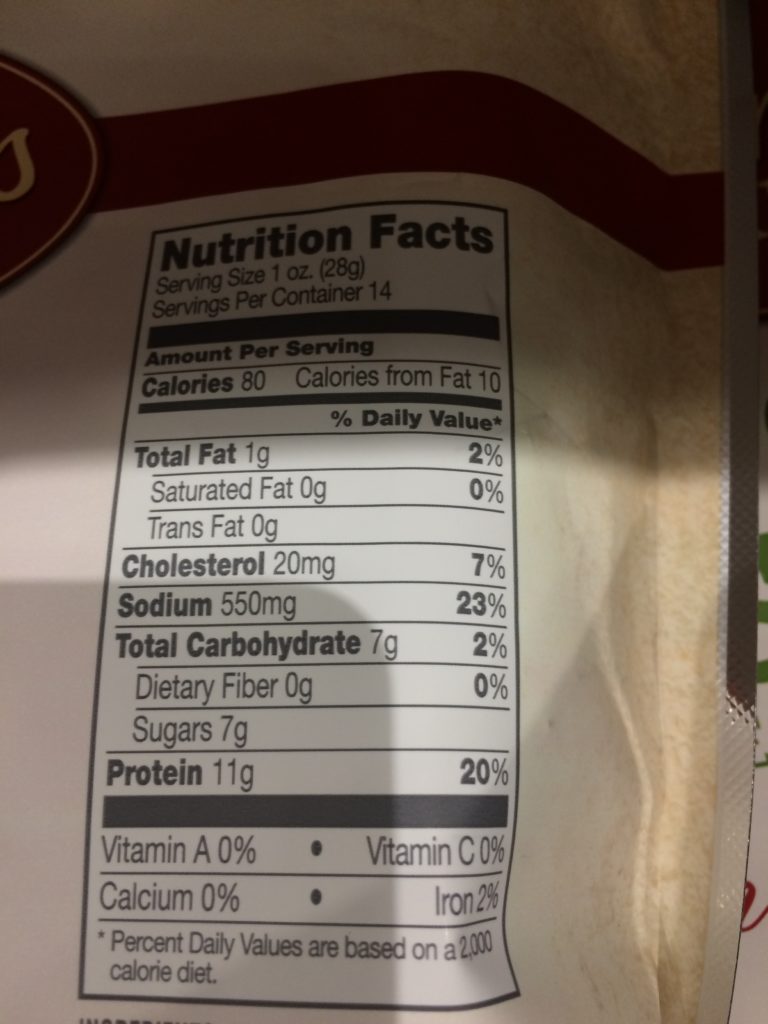 s
Nutrition Facts
Serving Size 1 oz. (28g)
Servings Per Container 14
Amount Per Serving
Calories 80 Calories from Fat 10
% Daily Value*
Total Fat 1g 2%
Saturated Fat 0g 0%
Trans Fat 0g
Cholesterol 20mg 7%
Sodium 550mg 23%
Total Carbohydrate 7g 2%
Dietary Fiber 0g 0%
Sugars 7g
Protein 11g 20%
Vitamin A 0% • Vitamin C 0%
Calcium 0% • Iron 2%
* Percent Daily Values are based on a 2,000
calorie diet.